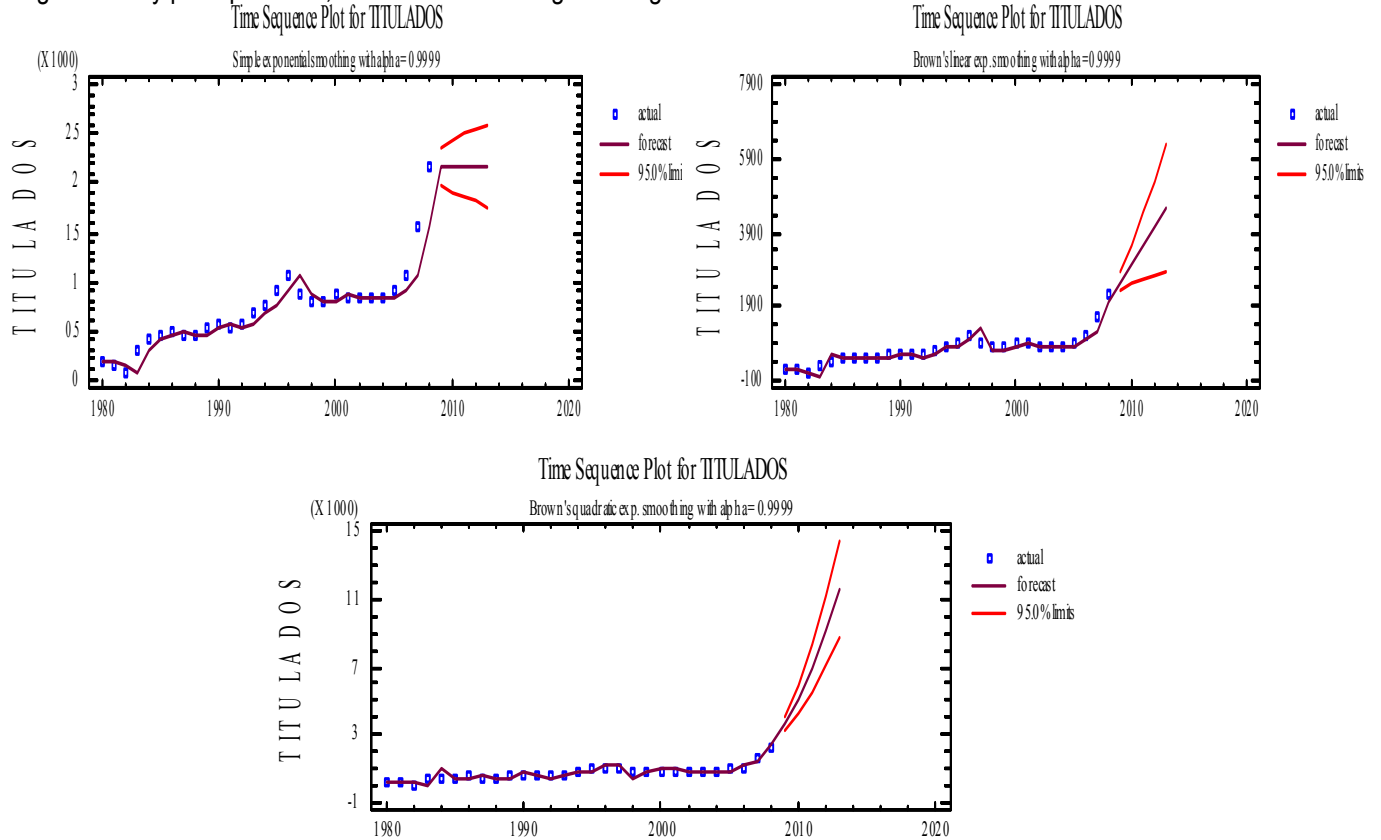 Time Sequence Plot for TITULADOS
Simple exponential smoothing with alpha= 0.9999
(X 1000)
3
2.5
2
1.5
1
0.5
0
TITULADOS
1980 1990 2000 2010 2020
actual
forecast
95.0% limi
Time Sequence Plot for TITULADOS
Brown's linear exp. smoothing with alpha= 0.9999
7900
5900
3900
1900
-100
TITULADOS
1980 1990 2000 2010 2020
actual
forecast
95.0% limits
Time Sequence Plot for TITULADOS
Brown's quadratic exp. smoothing with alpha= 0.9999
(X 1000)
15
11
7
3
-1
TITULADOS
1980 1990 2000 2010 2020
actual
forecast
95.0% limits